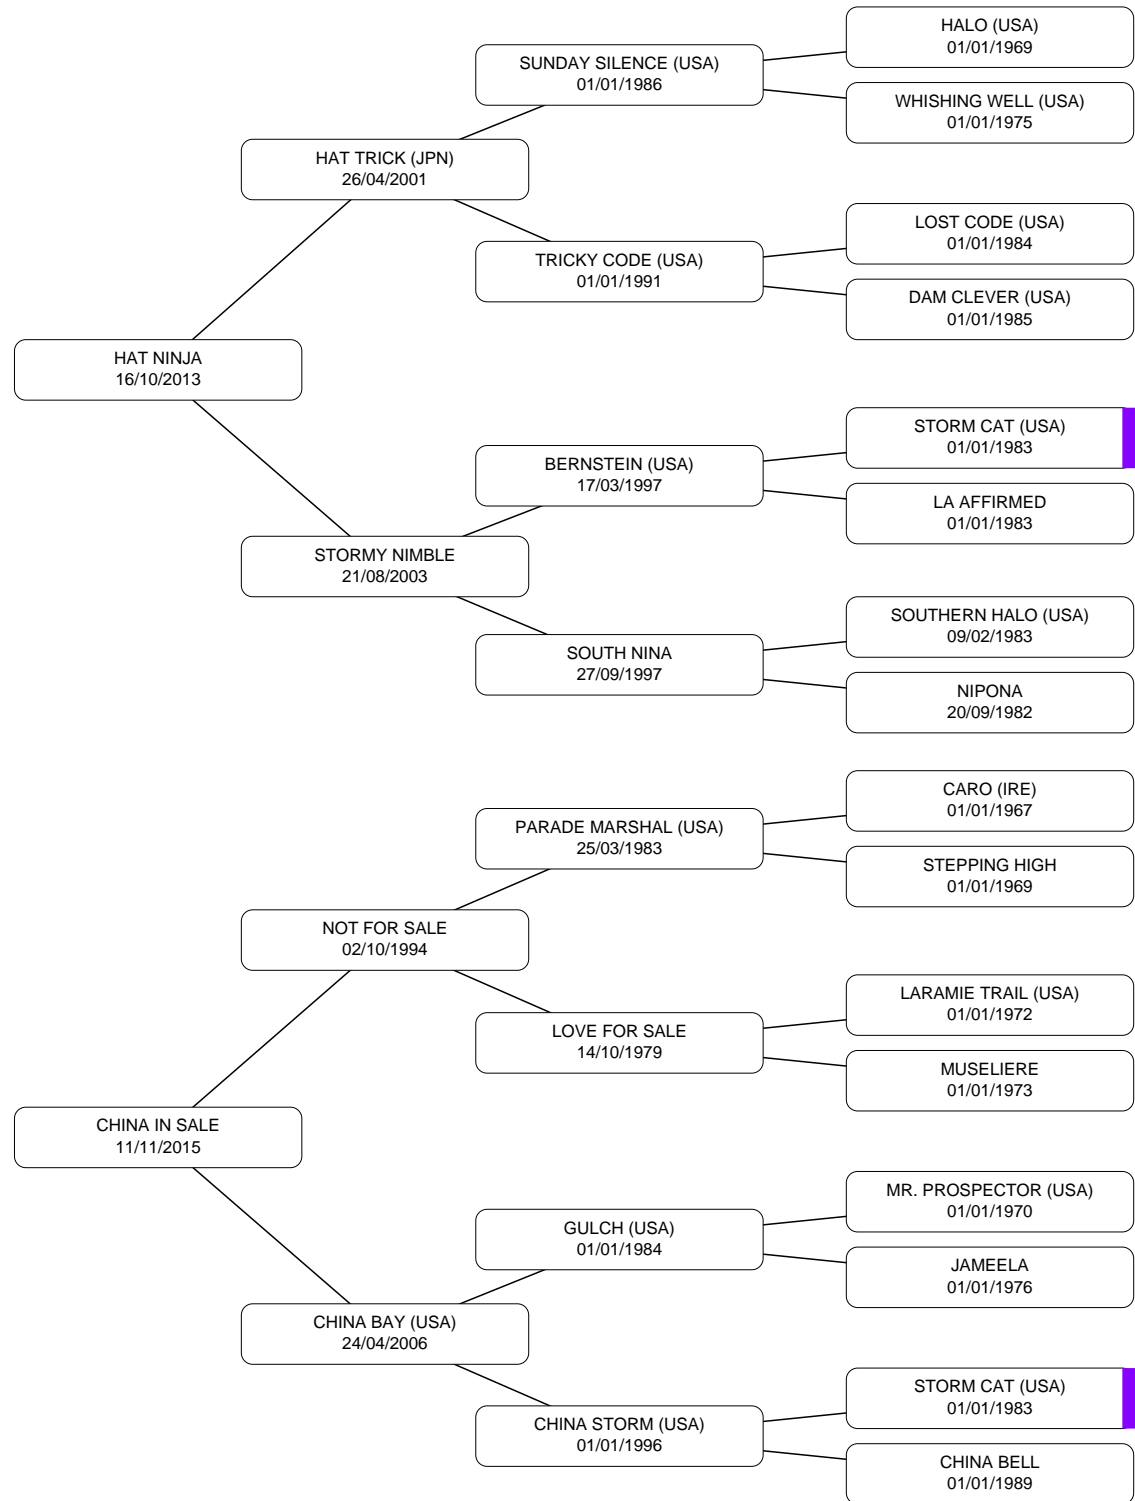 HALO (USA)
01/01/1969
SUNDAY SILENCE (USA)
01/01/1986
WHISHING WELL (USA)
01/01/1975
HAT TRICK (JPN)
26/04/2001
LOST CODE (USA)
01/01/1984
TRICKY CODE (USA)
01/01/1991
DAM CLEVER (USA)
01/01/1985
HAT NINJA
16/10/2013
STORM CAT (USA)
01/01/1983
BERNSTEIN (USA)
17/03/1997
LA AFFIRMED
01/01/1983
STORMY NIMBLE
21/08/2003
SOUTHERN HALO (USA)
09/02/1983
SOUTH NINA
27/09/1997
NIPONA
20/09/1982
CARO (IRE)
01/01/1967
PARADE MARSHAL (USA)
25/03/1983
STEPPING HIGH
01/01/1969
NOT FOR SALE
02/10/1994
LARAMIE TRAIL (USA)
01/01/1972
LOVE FOR SALE
14/10/1979
MUSELIERE
01/01/1973
CHINA IN SALE
11/11/2015
MR. PROSPECTOR (USA)
01/01/1970
GULCH (USA)
01/01/1984
JAMEELA
01/01/1976
CHINA BAY (USA)
24/04/2006
STORM CAT (USA)
01/01/1983
CHINA STORM (USA)
01/01/1996
CHINA BELL
01/01/1989